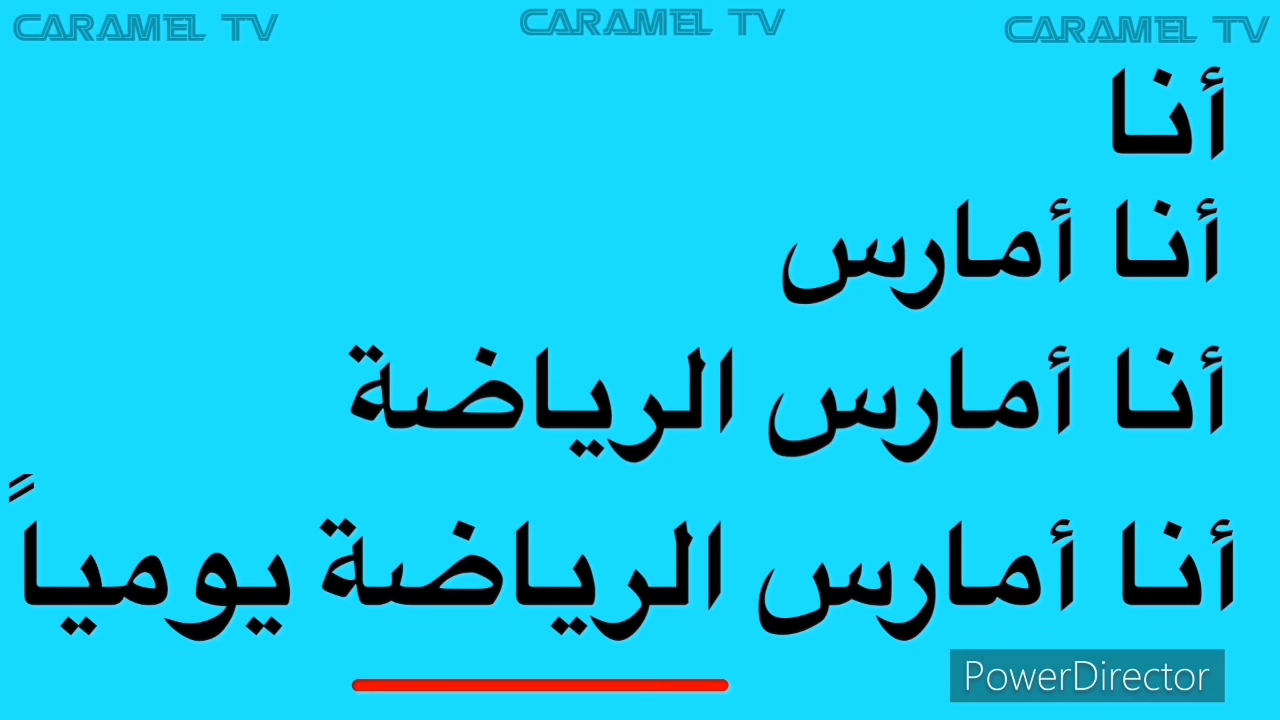 CARAMEL TV CARAMEL TV CARAMEL TV
أنا
أنا أمارس
أنا أمارس الرياضة
أنا أمارس الرياضة يومياً
PowerDirector